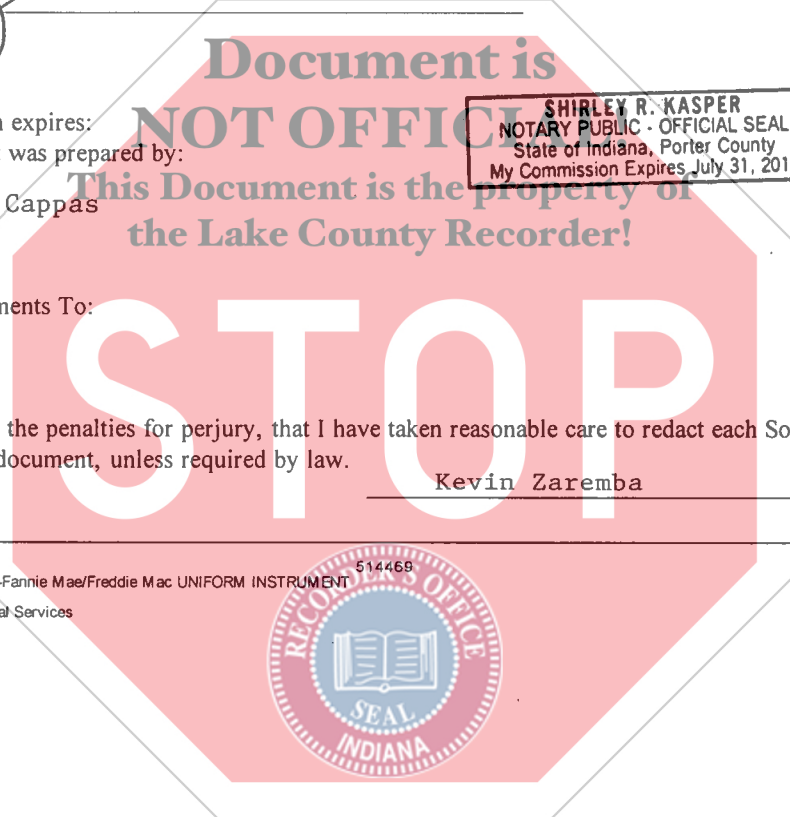 Document is
SHIRLEY R. KASPER
NOTARY PUBLIC - OFFICIAL SEAL
State of Indiana, Porter County
My Commission Expires July 31, 201
expires:
NOT OFFICIAL!
was prepared by:
This Document is the property of
Cappas
the Lake County Recorder!
ments To:
STOP
the penalties for perjury, that I have taken reasonable care to redact each So
document, unless required by law.
Kevin Zaremba
-Fannie Mae/Freddie Mac UNIFORM INSTRUMENT
514469
al Services
RECORDER'S OFFICE
SEAL
INDIANA